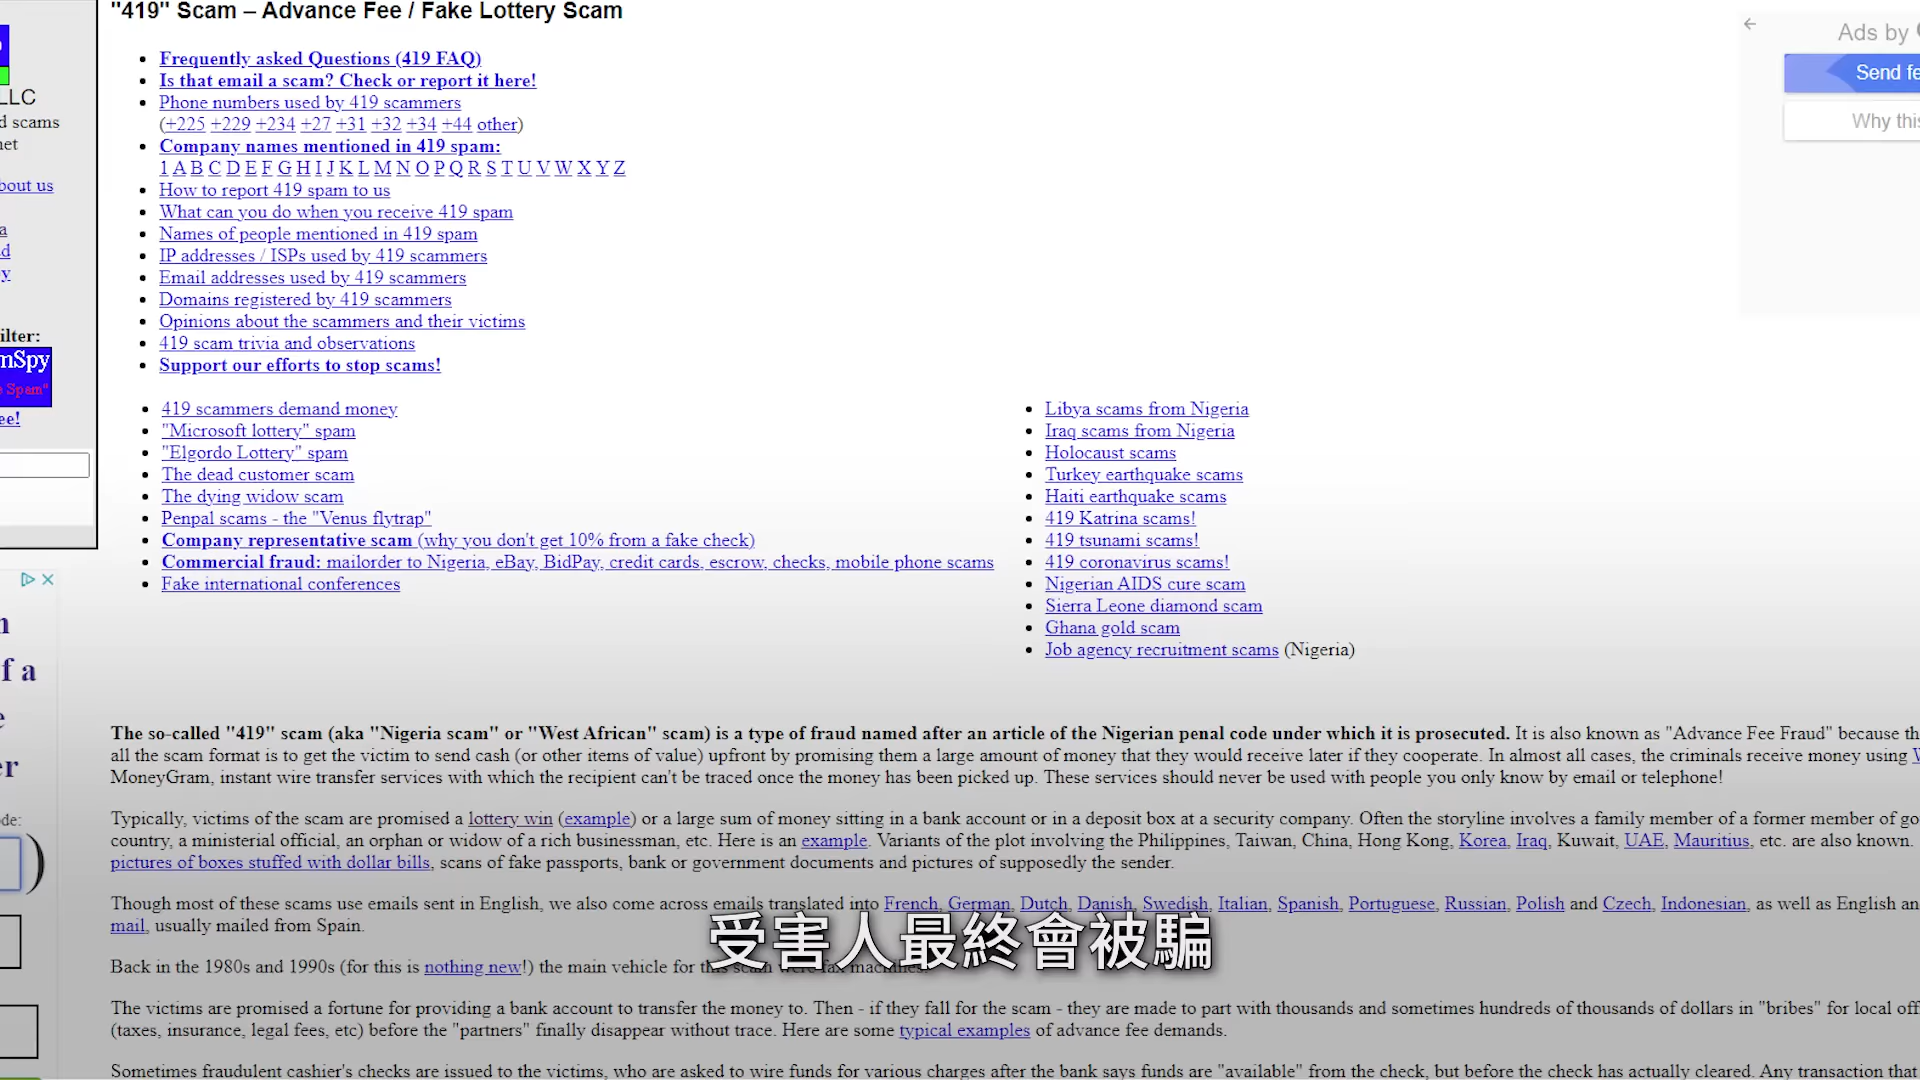 "419" Scam – Advance Fee / Fake Lottery Scam
Frequently asked Questions (419 FAQ)
Is that email a scam? Check or report it here!
Phone numbers used by 419 scammers
(+225 +229 +234 +27 +31 +32 +34 +44 other)
Company names mentioned in 419 spam:
1 A B C D E F G H I J K L M N O P Q R S T U V W X Y Z
How to report 419 spam to us
What can you do when you receive 419 spam
Names of people mentioned in 419 spam
IP addresses / ISPs used by 419 scammers
Email addresses used by 419 scammers
Domains registered by 419 scammers
Opinions about the scammers and their victims
419 scam trivia and observations
Support our efforts to stop scams!
419 scammers demand money
"Microsoft lottery" spam
"Elgordo Lottery" spam
The dead customer scam
The dying widow scam
Penpal scams - the "Venus flytrap"
Company representative scam (why you don't get 10% from a fake check)
Commercial fraud: mailorder to Nigeria, eBay, BidPay, credit cards, escrow, checks, mobile phone scams
Fake international conferences
Libya scams from Nigeria
Iraq scams from Nigeria
Holocaust scams
Turkey earthquake scams
Haiti earthquake scams
419 Katrina scams!
419 tsunami scams!
419 coronavirus scams!
Nigerian AIDS cure scam
Sierra Leone diamond scam
Ghana gold scam
Job agency recruitment scams (Nigeria)
The so-called "419" scam (aka "Nigeria scam" or "West African" scam) is a type of fraud named after an article of the Nigerian penal code under which it is prosecuted. It is also known as "Advance Fee Fraud" because th
all the scam format is to get the victim to send cash (or other items of value) upfront by promising them a large amount of money that they would receive later if they cooperate. In almost all cases, the criminals receive money using W
MoneyGram, instant wire transfer services with which the recipient can't be traced once the money has been picked up. These services should never be used with people you only know by email or telephone!
Typically, victims of the scam are promised a lottery win (example) or a large sum of money sitting in a bank account or in a deposit box at a security company. Often the storyline involves a family member of a former member of go
country, a ministerial official, an orphan or widow of a rich businessman, etc. Here is an example. Variants of the plot involving the Philippines, Taiwan, China, Hong Kong, Korea, Iraq, Kuwait, UAE, Mauritius, etc. are also known.
pictures of boxes stuffed with dollar bills, scans of fake passports, bank or government documents and pictures of supposedly the sender.
Though most of these scams use emails sent in English, we also come across emails translated into French, German, Dutch, Danish, Swedish, Italian, Spanish, Portuguese, Russian, Polish and Czech, Indonesian, as well as English an
mail, usually mailed from Spain.
Back in the 1980s and 1990s (for this is nothing new!) the main vehicle for this scam were fax machines.
受害人最終會被騙
The victims are promised a fortune for providing a bank account to transfer the money to. Then - if they fall for the scam - they are made to part with thousands and sometimes hundreds of thousands of dollars in "bribes" for local off
(taxes, insurance, legal fees, etc) before the "partners" finally disappear without trace. Here are some typical examples of advance fee demands.
Sometimes fraudulent cashier's checks are issued to the victims, who are asked to wire funds for various charges after the bank says funds are "available" from the check, but before the check has actually cleared. Any transaction that
LLC
d scams
net
bout us
a
d
y
ilter:
mSpy
e Spam"
ee!
n
f a
e
er
de:
)
Ads by
Send fe
Why this